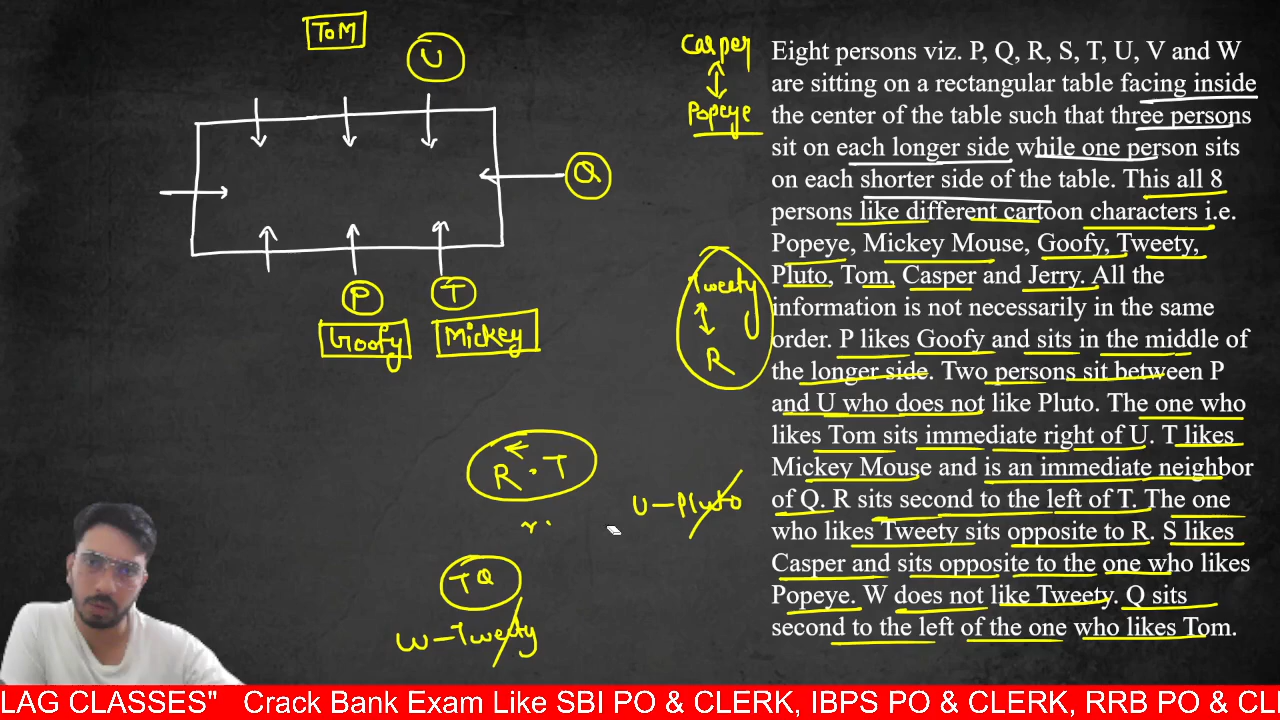 TOM
U
Q
P
T
Goofy
Mickey
Casper
Popeye
Tweety
R
R . T
r .
U - Pluto
T Q
W - Tweety
Eight persons viz. P, Q, R, S, T, U, V and W
are sitting on a rectangular table facing inside
the center of the table such that three persons
sit on each longer side while one person sits
on each shorter side of the table. This all 8
persons like different cartoon characters i.e.
Popeye, Mickey Mouse, Goofy, Tweety,
Pluto, Tom, Casper and Jerry. All the
information is not necessarily in the same
order. P likes Goofy and sits in the middle of
the longer side. Two persons sit between P
and U who does not like Pluto. The one who
likes Tom sits immediate right of U. T likes
Mickey Mouse and is an immediate neighbor
of Q. R sits second to the left of T. The one
who likes Tweety sits opposite to R. S likes
Casper and sits opposite to the one who likes
Popeye. W does not like Tweety. Q sits
second to the left of the one who likes Tom.
LAG CLASSES" Crack Bank Exam Like SBI PO & CLERK, IBPS PO & CLERK, RRB PO & CL